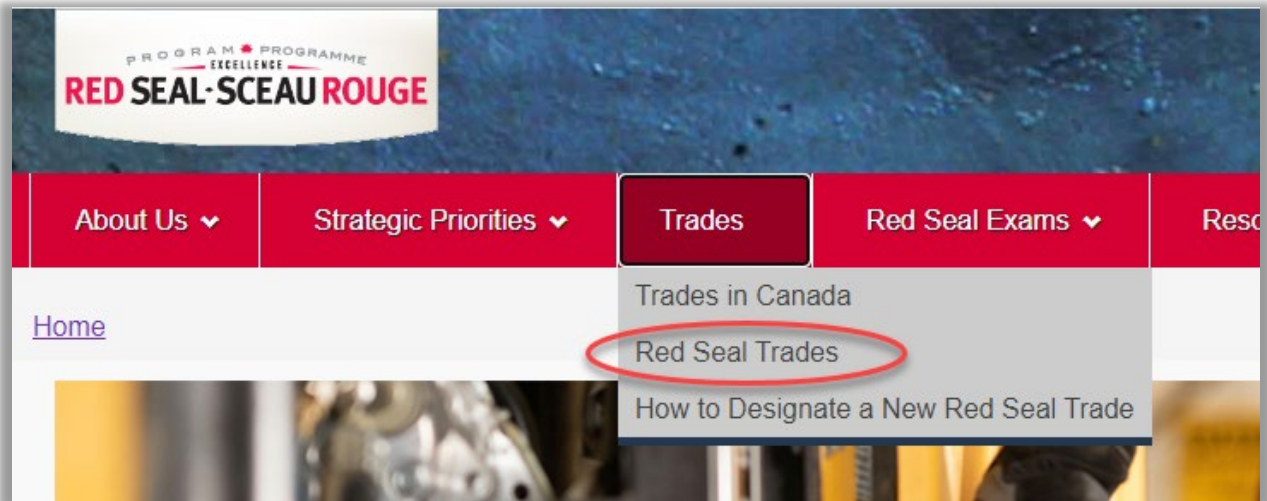 PROGRAM PROGRAMME
EXCELLENCE
RED SEAL·SCEAU ROUGE
About Us
Strategic Priorities
Trades
Red Seal Exams
Trades in Canada
Home
Red Seal Trades
How to Designate a New Red Seal Trade